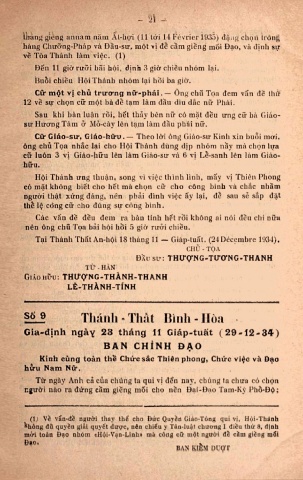 — 21 —
tháng giêng annam năm Ất-hợi (11 tới 14 Février 1935) đặng chọn trong
hàng Chưởng-Pháp và Đầu-sư, một vị để cầm giềng mối Đạo, và định sự
về Tòa Thánh làm việc. (1)
Đến 11 giờ rưỡi bãi hội, định 3 giờ chiều nhóm lại.
Buổi chiều Hội Thánh nhóm lại hồi ba giờ.
Cử một vị chủ trương nữ-phái. — Ông chủ Tọa đem vấn đề thứ
12 về sự chọn cử một bà để tạm làm đầu dìu dắc nữ Phái.
Sau khi bàn luận rồi, hết thảy bên nữ có mặt đều ưng cử bà Giáo-
sư Hương Tâm ở Mỏ-cày lên tạm làm đầu phái nữ.
Cử Giáo-sư, Giáo-hữu. — Theo lời ông Giáo-sư Kinh xin buổi mơi,
ông chủ Tọa nhắc lại cho Hội Thánh dùng dịp nhóm nầy mà chọn lựa
cử luôn 3 vị Giáo-hữu lên làm Giáo-sư và 6 vị Lễ-sanh lên làm Giáo-
hữu.
Hội Thánh ưng thuận, song vì việc thình lình, mấy vị Thiên Phong
có mặt không biết cho hết mà chọn cử cho công bình và chắc nhằm
người thật xứng đáng, nên phải đình việc ấy lại, để sau sẽ sắp đặt
thể lệ công cử cho đúng sự công bình.
Các vấn đề đều đem ra bàn tính hết rồi không ai nói đều chi nữa
nên ông chủ Tọa bãi hội hồi 5 giờ rưỡi chiều.
Tại Thánh Thất An-hội 18 tháng 11 — Giáp-tuất. (24 Décembre 1934).
CHỦ - TỌA
ĐẦU SƯ: THƯỢNG-TƯƠNG-THANH
TỪ - HÀN
GIÁO HỮU: THƯỢNG-THÀNH-THANH
LÊ-THÀNH-TÍNH
Số 9
Thánh - Thất Bình - Hòa
Gia-định ngày 23 tháng 11 Giáp-tuất (29-12-34)
BAN CHỈNH ĐẠO
Kính cùng toàn thể Chức sắc Thiên phong, Chức việc và Đạo
hữu Nam Nữ.
Từ ngày Anh cả của chúng ta qui vị đến nay, chúng ta chưa có chọn
người nào ra đứng cầm giềng mối cho nền Đại-Đạo Tam-Kỳ Phổ-Độ;
(1) Về vấn-đề người thay thế cho Đức Quyền Giáo-Tông qui vị, Hội-Thánh
không đủ quyền giải quyết được, nên chiếu y Tân-luật chương 1 điều thứ 8, định
mời toàn Đạo nhóm «Hội-Vạn-Linh» mà công cử một người để cầm giềng mối
Đạo.
BAN KIỂM DUYỆT